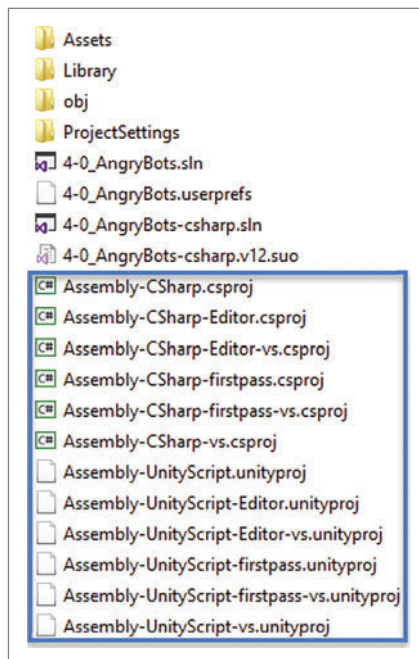 Assets
Library
obj
ProjectSettings
4-0_AngryBots.sln
4-0_AngryBots.userprefs
4-0_AngryBots-csharp.sln
4-0_AngryBots-csharp.v12.suo
C# Assembly-CSharp.csproj
C# Assembly-CSharp-Editor.csproj
C# Assembly-CSharp-Editor-vs.csproj
C# Assembly-CSharp-firstpass.csproj
C# Assembly-CSharp-firstpass-vs.csproj
C# Assembly-CSharp-vs.csproj
Assembly-UnityScript.unityproj
Assembly-UnityScript-Editor.unityproj
Assembly-UnityScript-Editor-vs.unityproj
Assembly-UnityScript-firstpass.unityproj
Assembly-UnityScript-firstpass-vs.unityproj
Assembly-UnityScript-vs.unityproj